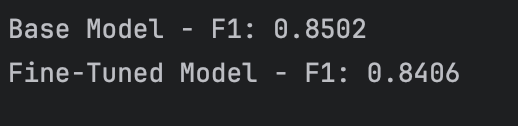 Base Model - F1: 0.8502
Fine-Tuned Model - F1: 0.8406